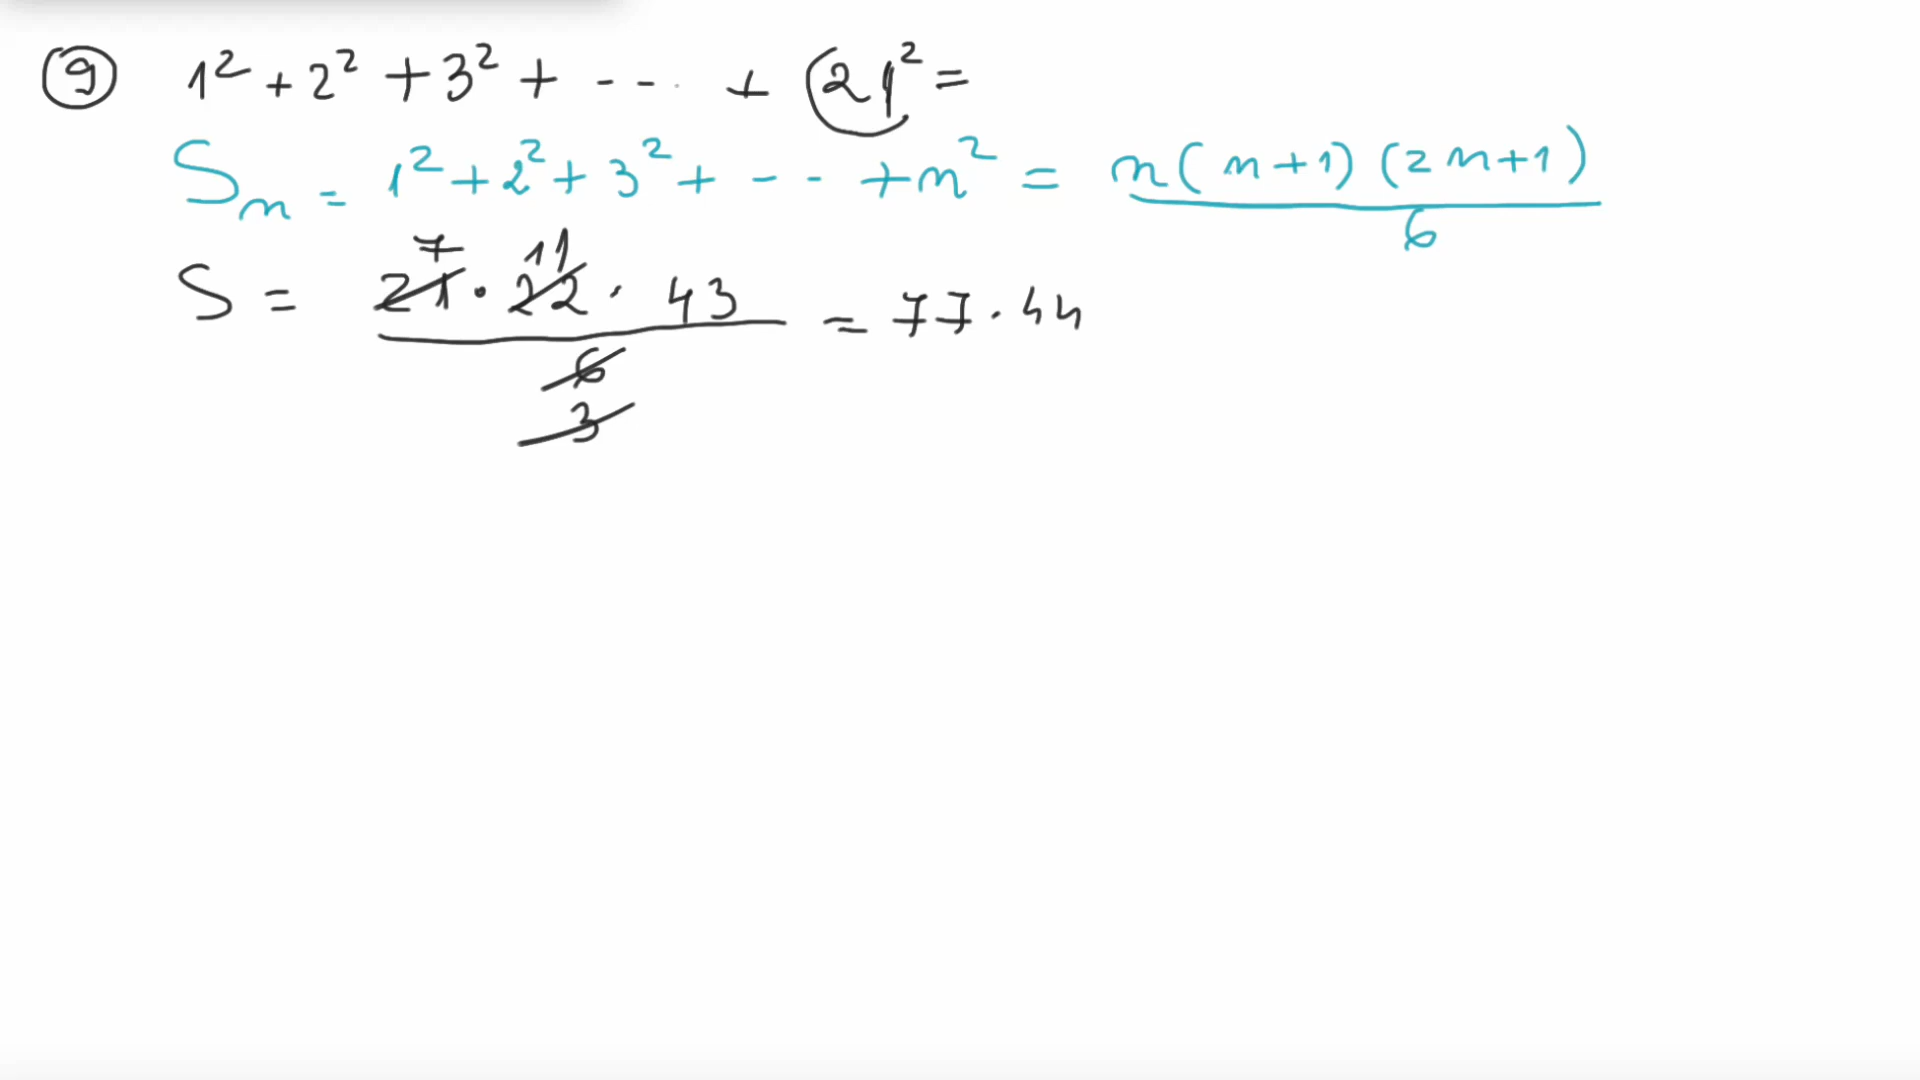 ⑨ 1² + 2² + 3² + - - . + 21² =
Sn = 1² + 2² + 3² + - - + n² = n(n+1)(2n+1) / 6
7 11
S = 21 · 22 · 43 / 6 = 77 · 44
3